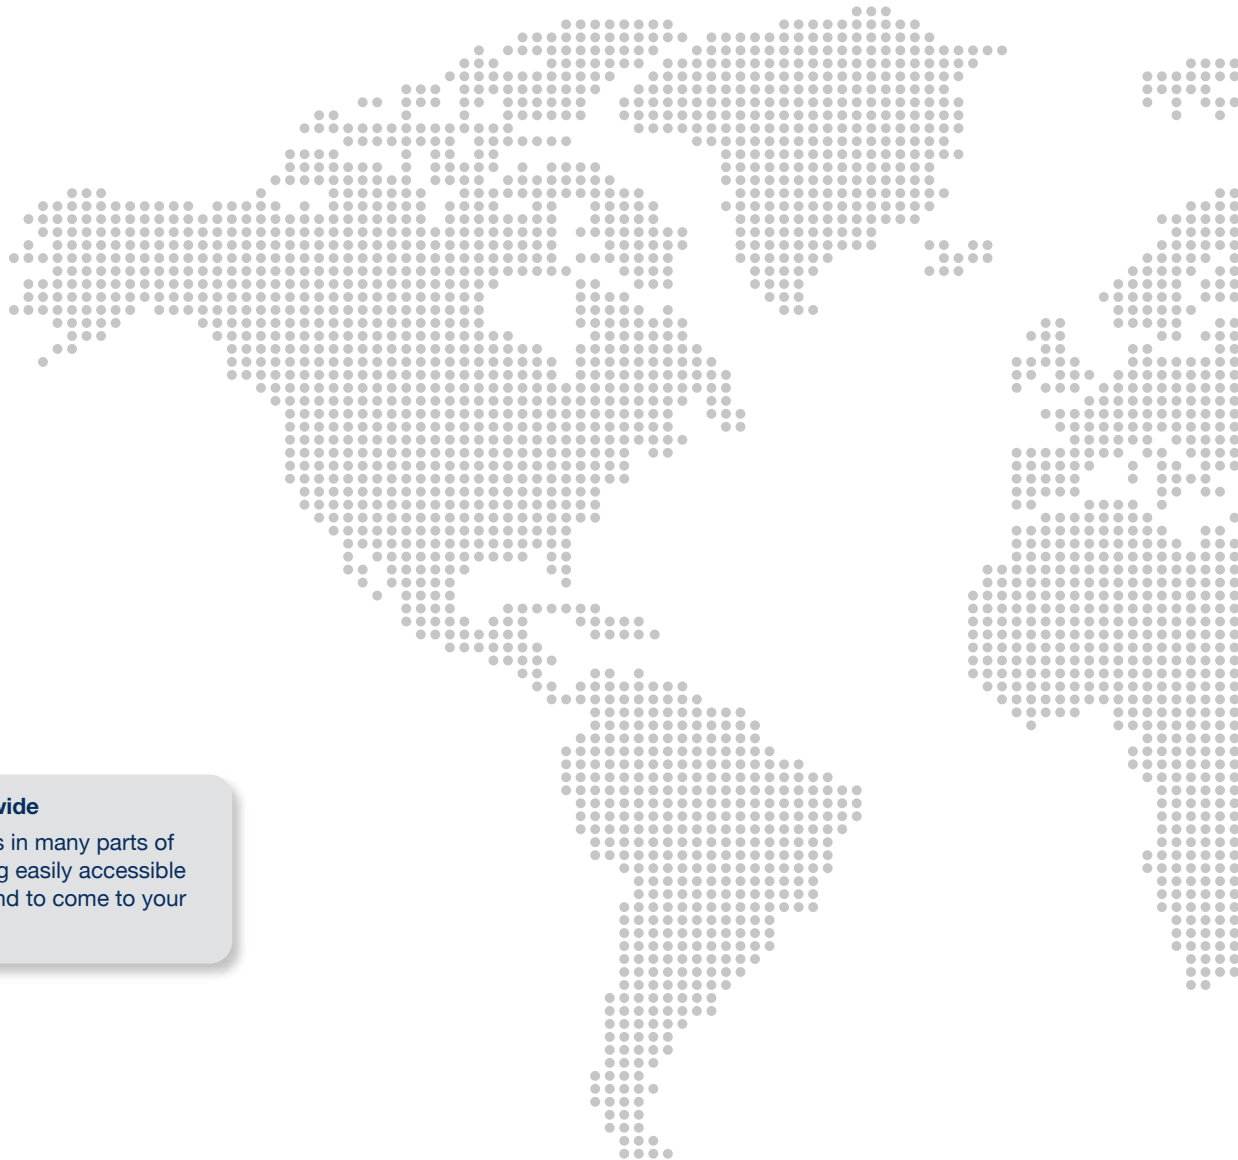 vide
s in many parts of
g easily accessible
nd to come to your